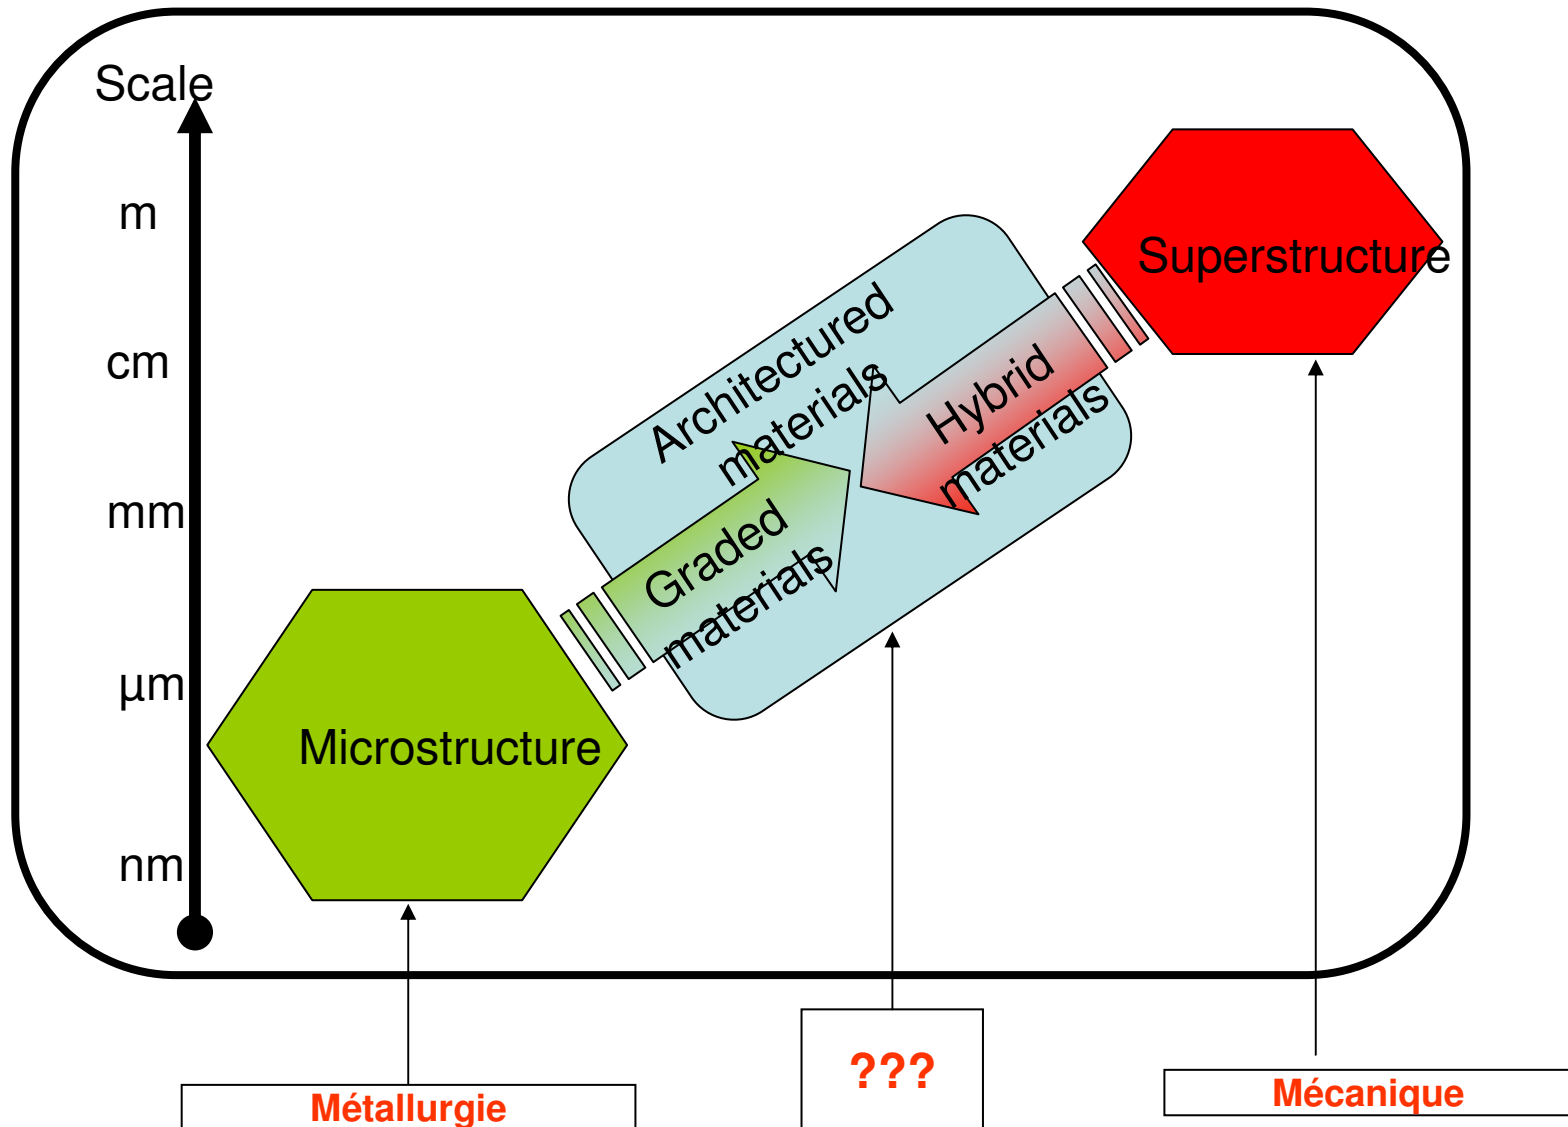 Scale
m
cm
mm
µm
nm
Superstructure
Architectured
materials
Hybrid
materials
Graded
materials
Microstructure
Métallurgie
???
Mécanique